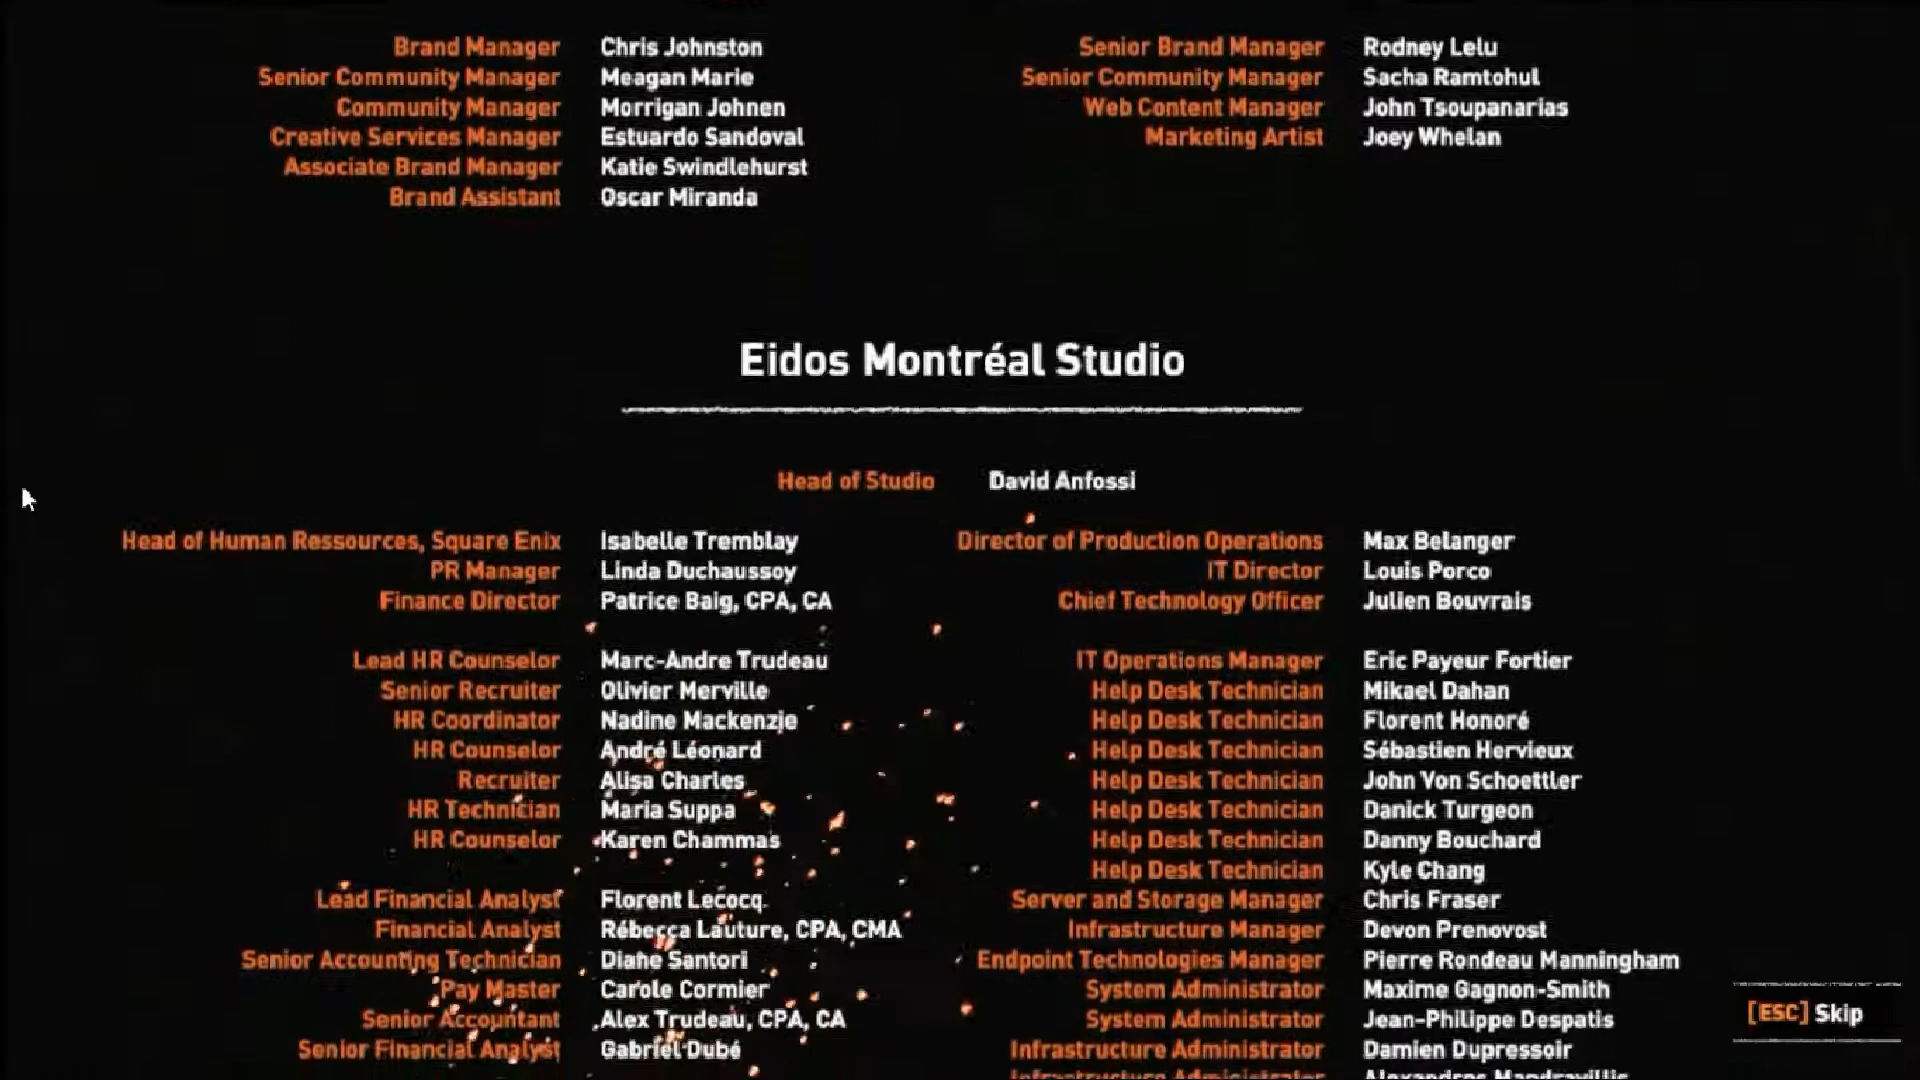 Brand Manager Chris Johnston
Senior Community Manager Meagan Marie
Community Manager Morrigan Johnen
Creative Services Manager Estuardo Sandoval
Associate Brand Manager Katie Swindlehurst
Brand Assistant Oscar Miranda
Senior Brand Manager Rodney Lelu
Senior Community Manager Sacha Ramtohul
Web Content Manager John Tsoupanarias
Marketing Artist Joey Whelan
Eidos Montréal Studio
Head of Studio David Anfossi
Head of Human Ressources, Square Enix Isabelle Tremblay
PR Manager Linda Duchaussoy
Finance Director Patrice Baig, CPA, CA
Lead HR Counselor Marc-Andre Trudeau
Senior Recruiter Olivier Merville
HR Coordinator Nadine Mackenzie
HR Counselor André Léonard
Recruiter Alisa Charles
HR Technician Maria Suppa
HR Counselor Karen Chammas
Lead Financial Analyst Florent Lecocq
Financial Analyst Rébecca Lauture, CPA, CMA
Senior Accounting Technician Diane Santori
Pay Master Carole Cormier
Senior Accountant Alex Trudeau, CPA, CA
Senior Financial Analyst Gabriel Dubé
Director of Production Operations Max Belanger
IT Director Louis Porco
Chief Technology Officer Julien Bouvrais
IT Operations Manager Eric Payeur Fortier
Help Desk Technician Mikael Dahan
Help Desk Technician Florent Honoré
Help Desk Technician Sébastien Hervieux
Help Desk Technician John Von Schoettler
Help Desk Technician Danick Turgeon
Help Desk Technician Danny Bouchard
Help Desk Technician Kyle Chang
Server and Storage Manager Chris Fraser
Infrastructure Manager Devon Prenovost
Endpoint Technologies Manager Pierre Rondeau Manningham
System Administrator Maxime Gagnon-Smith
System Administrator Jean-Philippe Despatis
Infrastructure Administrator Damien Dupressoir
Infrastructure Administrator
[ESC] Skip